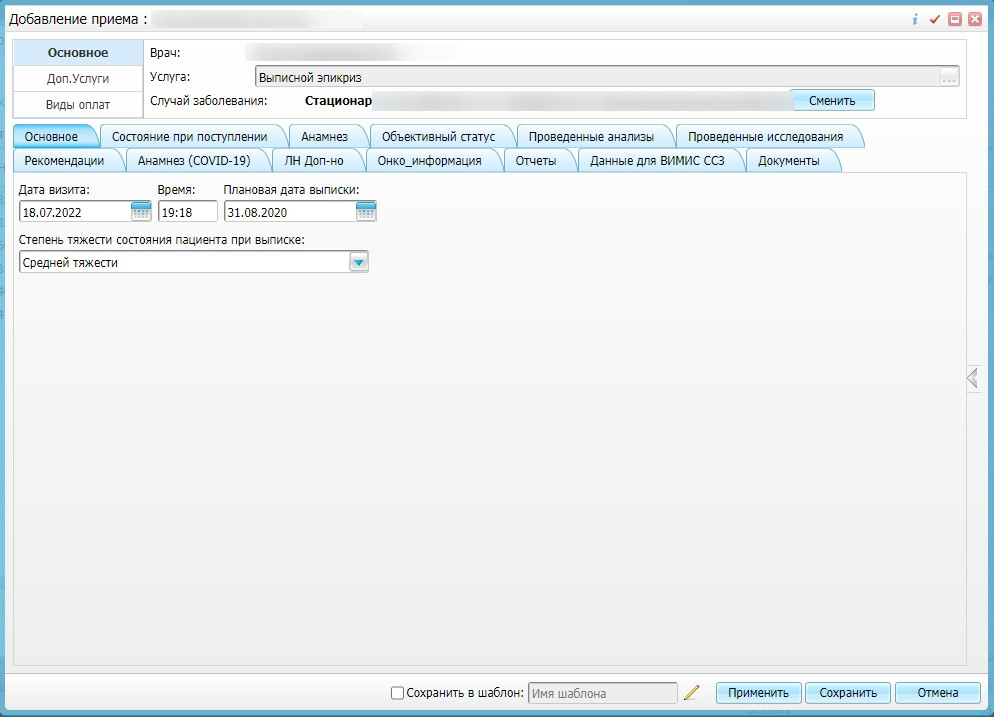 Добавление приема :
Основное
Доп.Услуги
Виды оплат
Врач:
Услуга: Выписной эпикриз ...
Случай заболевания: Стационар Сменить
Основное Состояние при поступлении Анамнез Объективный статус Проведенные анализы Проведенные исследования
Рекомендации Анамнез (COVID-19) ЛН Доп-но Онко_информация Отчеты Данные для ВИМИС ССЗ Документы
Дата визита: Время: Плановая дата выписки:
18.07.2022 19:18 31.08.2020
Степень тяжести состояния пациента при выписке:
Средней тяжести
Сохранить в шаблон: Имя шаблона Применить Сохранить Отмена